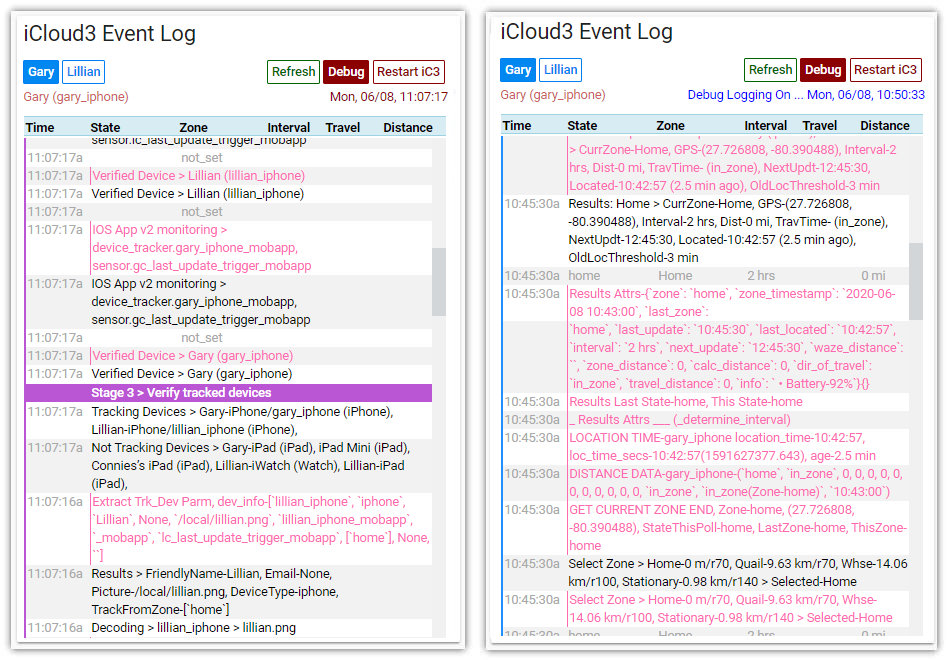 iCloud3 Event Log
Gary Lillian Refresh Debug Restart iC3
Gary (gary_iphone) Mon, 06/08, 11:07:17
Time State Zone Interval Travel Distance
sensor.lc_last_update_trigger_mobapp
11:07:17a not_set
11:07:17a Verified Device > Lillian (lillian_iphone)
11:07:17a Verified Device > Lillian (lillian_iphone)
11:07:17a not_set
11:07:17a IOS App v2 monitoring >
device_tracker.gary_iphone_mobapp,
sensor.gc_last_update_trigger_mobapp
11:07:17a IOS App v2 monitoring >
device_tracker.gary_iphone_mobapp,
sensor.gc_last_update_trigger_mobapp
11:07:17a not_set
11:07:17a Verified Device > Gary (gary_iphone)
11:07:17a Verified Device > Gary (gary_iphone)
Stage 3 > Verify tracked devices
11:07:17a Tracking Devices > Gary-iPhone/gary_iphone (iPhone),
Lillian-iPhone/lillian_iphone (iPhone),
11:07:17a Not Tracking Devices > Gary-iPad (iPad), iPad Mini (iPad),
Connies's iPad (iPad), Lillian-iWatch (Watch), Lillian-iPad
(iPad),
11:07:16a Extract Trk_Dev Parm, dev_info-[`lillian_iphone`, `iphone`,
`Lillian`, None, `/local/lillian.png`, `lillian_iphone_mobapp`,
`_mobapp`, `lc_last_update_trigger_mobapp`, [`home`], None,
``]
11:07:16a Results > FriendlyName-Lillian, Email-None,
Picture-/local/lillian.png, DeviceType-iphone,
TrackFromZone-[`home`]
11:07:16a Decoding > lillian_iphone > lillian.png
iCloud3 Event Log
Gary Lillian Refresh Debug Restart iC3
Gary (gary_iphone) Debug Logging On ... Mon, 06/08, 10:50:33
Time State Zone Interval Travel Distance
> CurrZone-Home, GPS-(27.726808, -80.390488), Interval-2
hrs, Dist-0 mi, TravTime- (in_zone), NextUpdt-12:45:30,
Located-10:42:57 (2.5 min ago), OldLocThreshold-3 min
10:45:30a Results: Home > CurrZone-Home, GPS-(27.726808,
-80.390488), Interval-2 hrs, Dist-0 mi, TravTime- (in_zone),
NextUpdt-12:45:30, Located-10:42:57 (2.5 min ago),
OldLocThreshold-3 min
10:45:30a home Home 2 hrs 0 mi
10:45:30a Results Attrs-{`zone`: `home`, `zone_timestamp`: `2020-06-
08 10:43:00`, `last_zone`:
`home`, `last_update`: `10:45:30`, `last_located`: `10:42:57`,
`interval`: `2 hrs`, `next_update`: `12:45:30`, `waze_distance`:
``, `zone_distance`: 0, `calc_distance`: 0, `dir_of_travel`:
`in_zone`, `travel_distance`: 0, `info`: ` • Battery-92%`}{}
10:45:30a Results Last State-home, This State-home
10:45:30a _ Results Attrs ___ (_determine_interval)
10:45:30a LOCATION TIME-gary_iphone location_time-10:42:57,
loc_time_secs-10:42:57(1591627377.643), age-2.5 min
10:45:30a DISTANCE DATA-gary_iphone-(`home`, `in_zone`, 0, 0, 0, 0, 0,
0, 0, 0, 0, 0, `in_zone`, `in_zone(Zone-home)`, `10:43:00`)
10:45:30a GET CURRENT ZONE END, Zone-home, (27.726808,
-80.390488), StateThisPoll-home, LastZone-home, ThisZone-
home
10:45:30a Select Zone > Home-0 m/r70, Quail-9.63 km/r70, Whse-14.06
km/r100, Stationary-0.98 km/r140 > Selected-Home
10:45:30a Select Zone > Home-0 m/r70, Quail-9.63 km/r70, Whse-
14.06 km/r100, Stationary-0.98 km/r140 > Selected-Home
10:45:30a home Home 2 hrs 0 mi